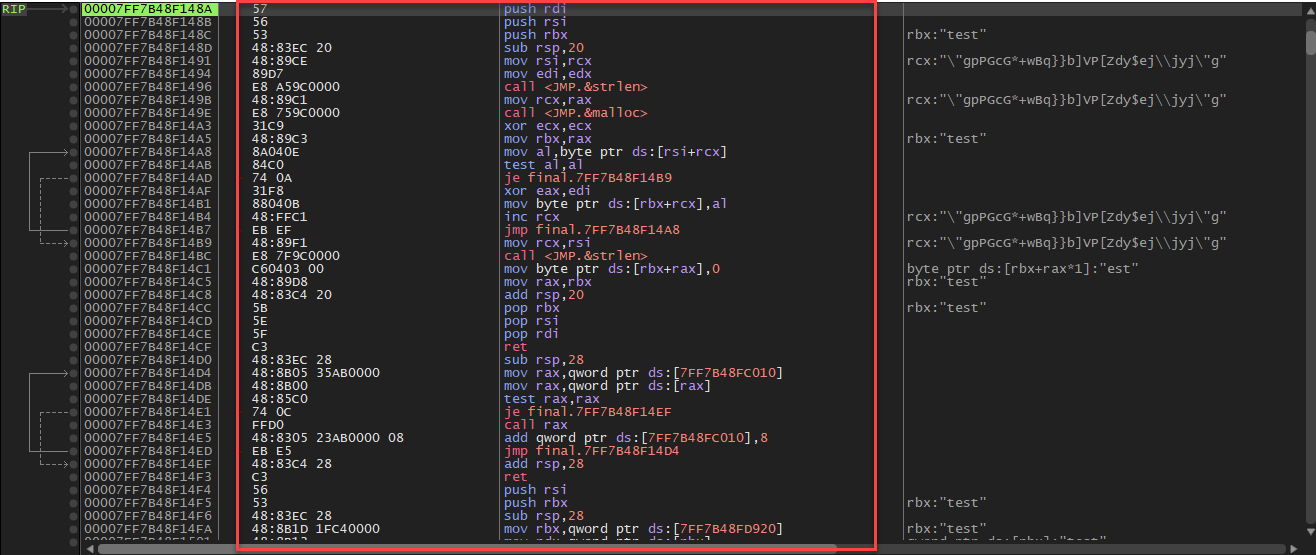 RIP 00007FF7B48F148A 57 push rdi
00007FF7B48F148B 56 push rsi
00007FF7B48F148C 53 push rbx rbx:"test"
00007FF7B48F148D 48:83EC 20 sub rsp,20
00007FF7B48F1491 48:89CE mov rsi,rcx rcx:"\"gpPGcG*+wBq}}b]VP[Zdy$ej\\jyj\"g"
00007FF7B48F1494 89D7 mov edi,edx
00007FF7B48F1496 E8 A59C0000 call <JMP.&strlen>
00007FF7B48F149B 48:89C1 mov rcx,rax rcx:"\"gpPGcG*+wBq}}b]VP[Zdy$ej\\jyj\"g"
00007FF7B48F149E E8 759C0000 call <JMP.&malloc>
00007FF7B48F14A3 31C9 xor ecx,ecx
00007FF7B48F14A5 48:89C3 mov rbx,rax rbx:"test"
00007FF7B48F14A8 8A040E mov al,byte ptr ds:[rsi+rcx]
00007FF7B48F14AB 84C0 test al,al
00007FF7B48F14AD 74 0A je final.7FF7B48F14B9
00007FF7B48F14AF 31F8 xor eax,edi
00007FF7B48F14B1 88040B mov byte ptr ds:[rbx+rcx],al
00007FF7B48F14B4 48:FFC1 inc rcx rcx:"\"gpPGcG*+wBq}}b]VP[Zdy$ej\\jyj\"g"
00007FF7B48F14B7 EB EF jmp final.7FF7B48F14A8
00007FF7B48F14B9 48:89F1 mov rcx,rsi rcx:"\"gpPGcG*+wBq}}b]VP[Zdy$ej\\jyj\"g"
00007FF7B48F14BC E8 7F9C0000 call <JMP.&strlen>
00007FF7B48F14C1 C60403 00 mov byte ptr ds:[rbx+rax],0 byte ptr ds:[rbx+rax*1]:"est"
00007FF7B48F14C5 48:89D8 mov rax,rbx rbx:"test"
00007FF7B48F14C8 48:83C4 20 add rsp,20
00007FF7B48F14CC 5B pop rbx rbx:"test"
00007FF7B48F14CD 5E pop rsi
00007FF7B48F14CE 5F pop rdi
00007FF7B48F14CF C3 ret
00007FF7B48F14D0 48:83EC 28 sub rsp,28
00007FF7B48F14D4 48:8B05 35AB0000 mov rax,qword ptr ds:[7FF7B48FC010]
00007FF7B48F14DB 48:8B00 mov rax,qword ptr ds:[rax]
00007FF7B48F14DE 48:85C0 test rax,rax
00007FF7B48F14E1 74 0C je final.7FF7B48F14EF
00007FF7B48F14E3 FFD0 call rax
00007FF7B48F14E5 48:8305 23AB0000 08 add qword ptr ds:[7FF7B48FC010],8
00007FF7B48F14ED EB E5 jmp final.7FF7B48F14D4
00007FF7B48F14EF 48:83C4 28 add rsp,28
00007FF7B48F14F3 C3 ret
00007FF7B48F14F4 56 push rsi
00007FF7B48F14F5 53 push rbx rbx:"test"
00007FF7B48F14F6 48:83EC 28 sub rsp,28
00007FF7B48F14FA 48:8B1D 1FC40000 mov rbx,qword ptr ds:[7FF7B48FD920] rbx:"test"